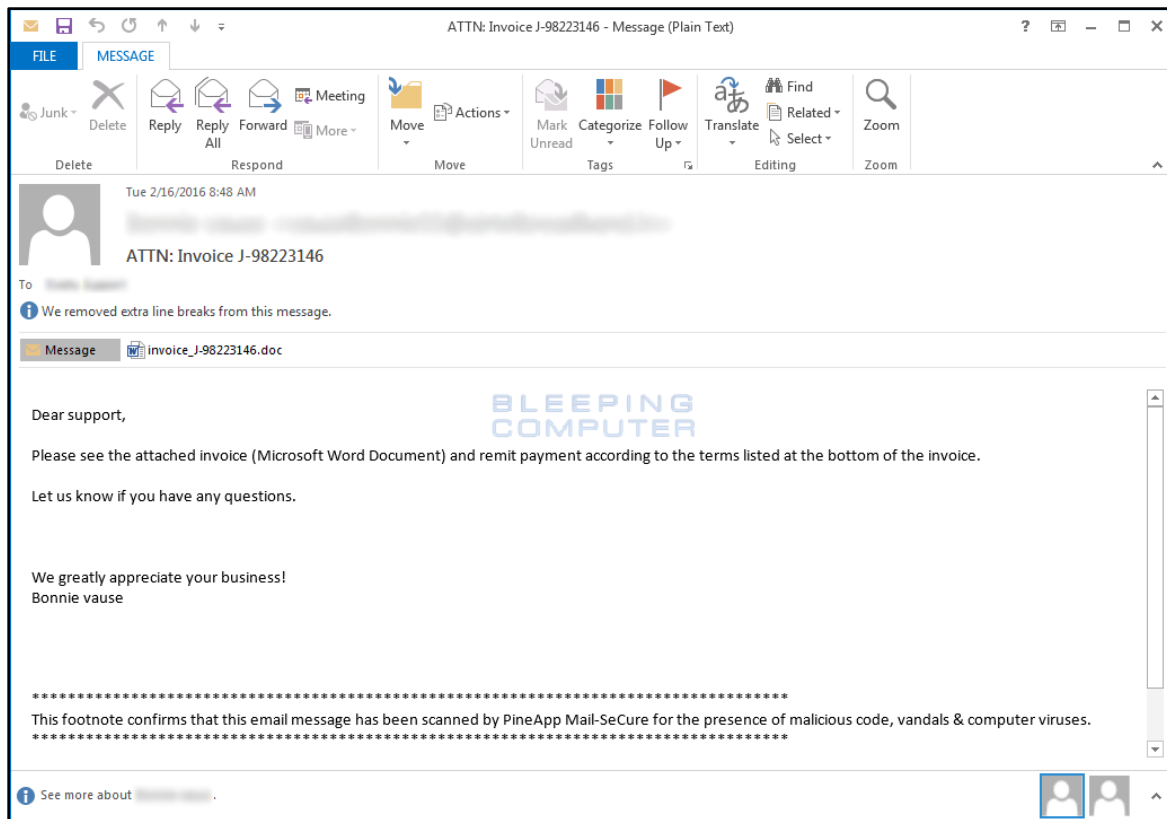 ATTN: Invoice J-98223146 - Message (Plain Text)
?
FILE MESSAGE
Junk
Delete
Reply
Reply All
Forward
Meeting
More
Move
Actions
Mark Unread
Categorize
Follow Up
Translate
Find
Related
Select
Zoom
Delete Respond Move Tags Editing Zoom
Tue 2/16/2016 8:48 AM
ATTN: Invoice J-98223146
To
We removed extra line breaks from this message.
Message invoice_J-98223146.doc
BLEEPING
COMPUTER
Dear support,
Please see the attached invoice (Microsoft Word Document) and remit payment according to the terms listed at the bottom of the invoice.
Let us know if you have any questions.
We greatly appreciate your business!
Bonnie vause
************************************************************************************
This footnote confirms that this email message has been scanned by PineApp Mail-SeCure for the presence of malicious code, vandals & computer viruses.
************************************************************************************
See more about .